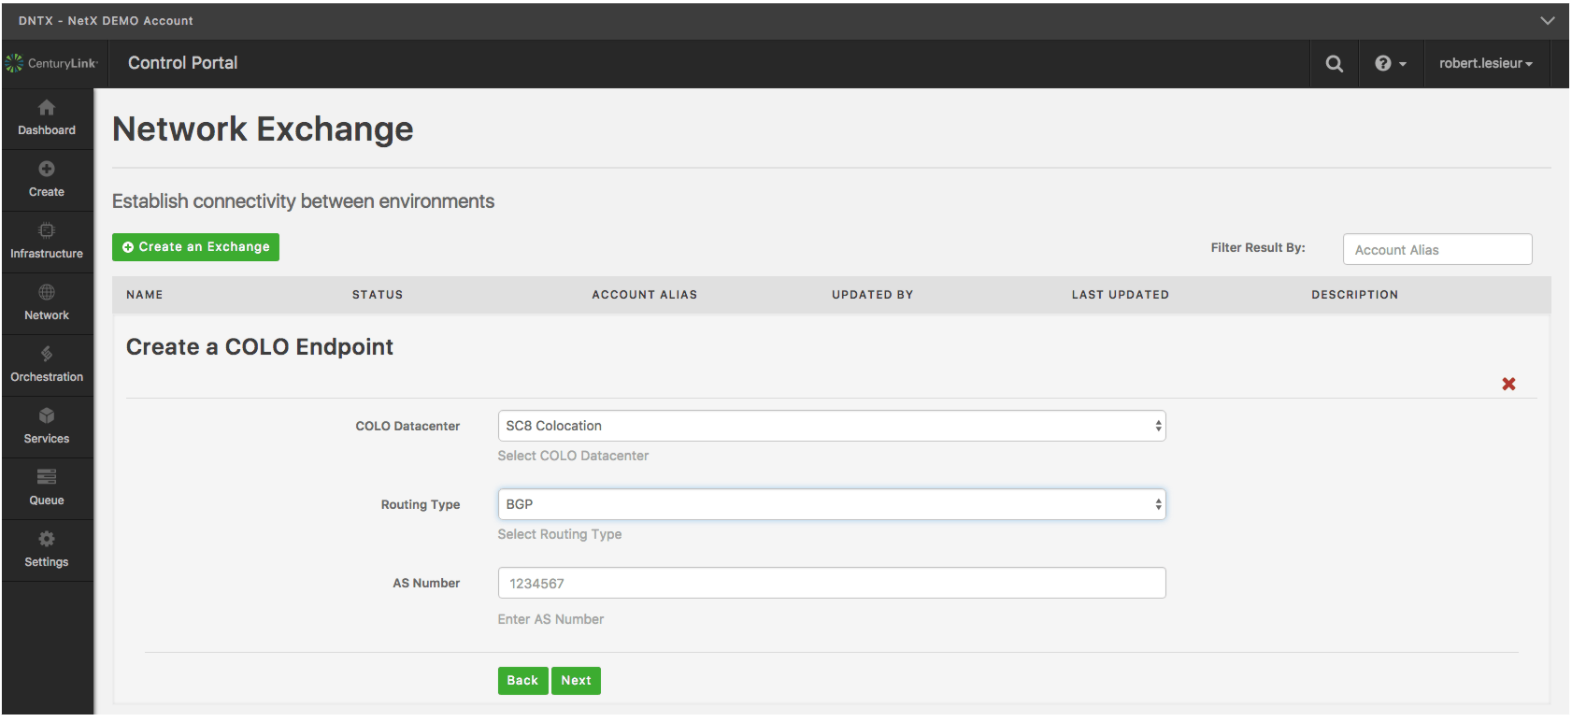 DNTX - NetX DEMO Account
CenturyLink
Control Portal
robert.lesieur
Dashboard
Create
Infrastructure
Network
Orchestration
Services
Queue
Settings
Network Exchange
Establish connectivity between environments
Create an Exchange
Filter Result By: Account Alias
NAME STATUS ACCOUNT ALIAS UPDATED BY LAST UPDATED DESCRIPTION
Create a COLO Endpoint
COLO Datacenter SC8 Colocation
Select COLO Datacenter
Routing Type BGP
Select Routing Type
AS Number 1234567
Enter AS Number
Back Next